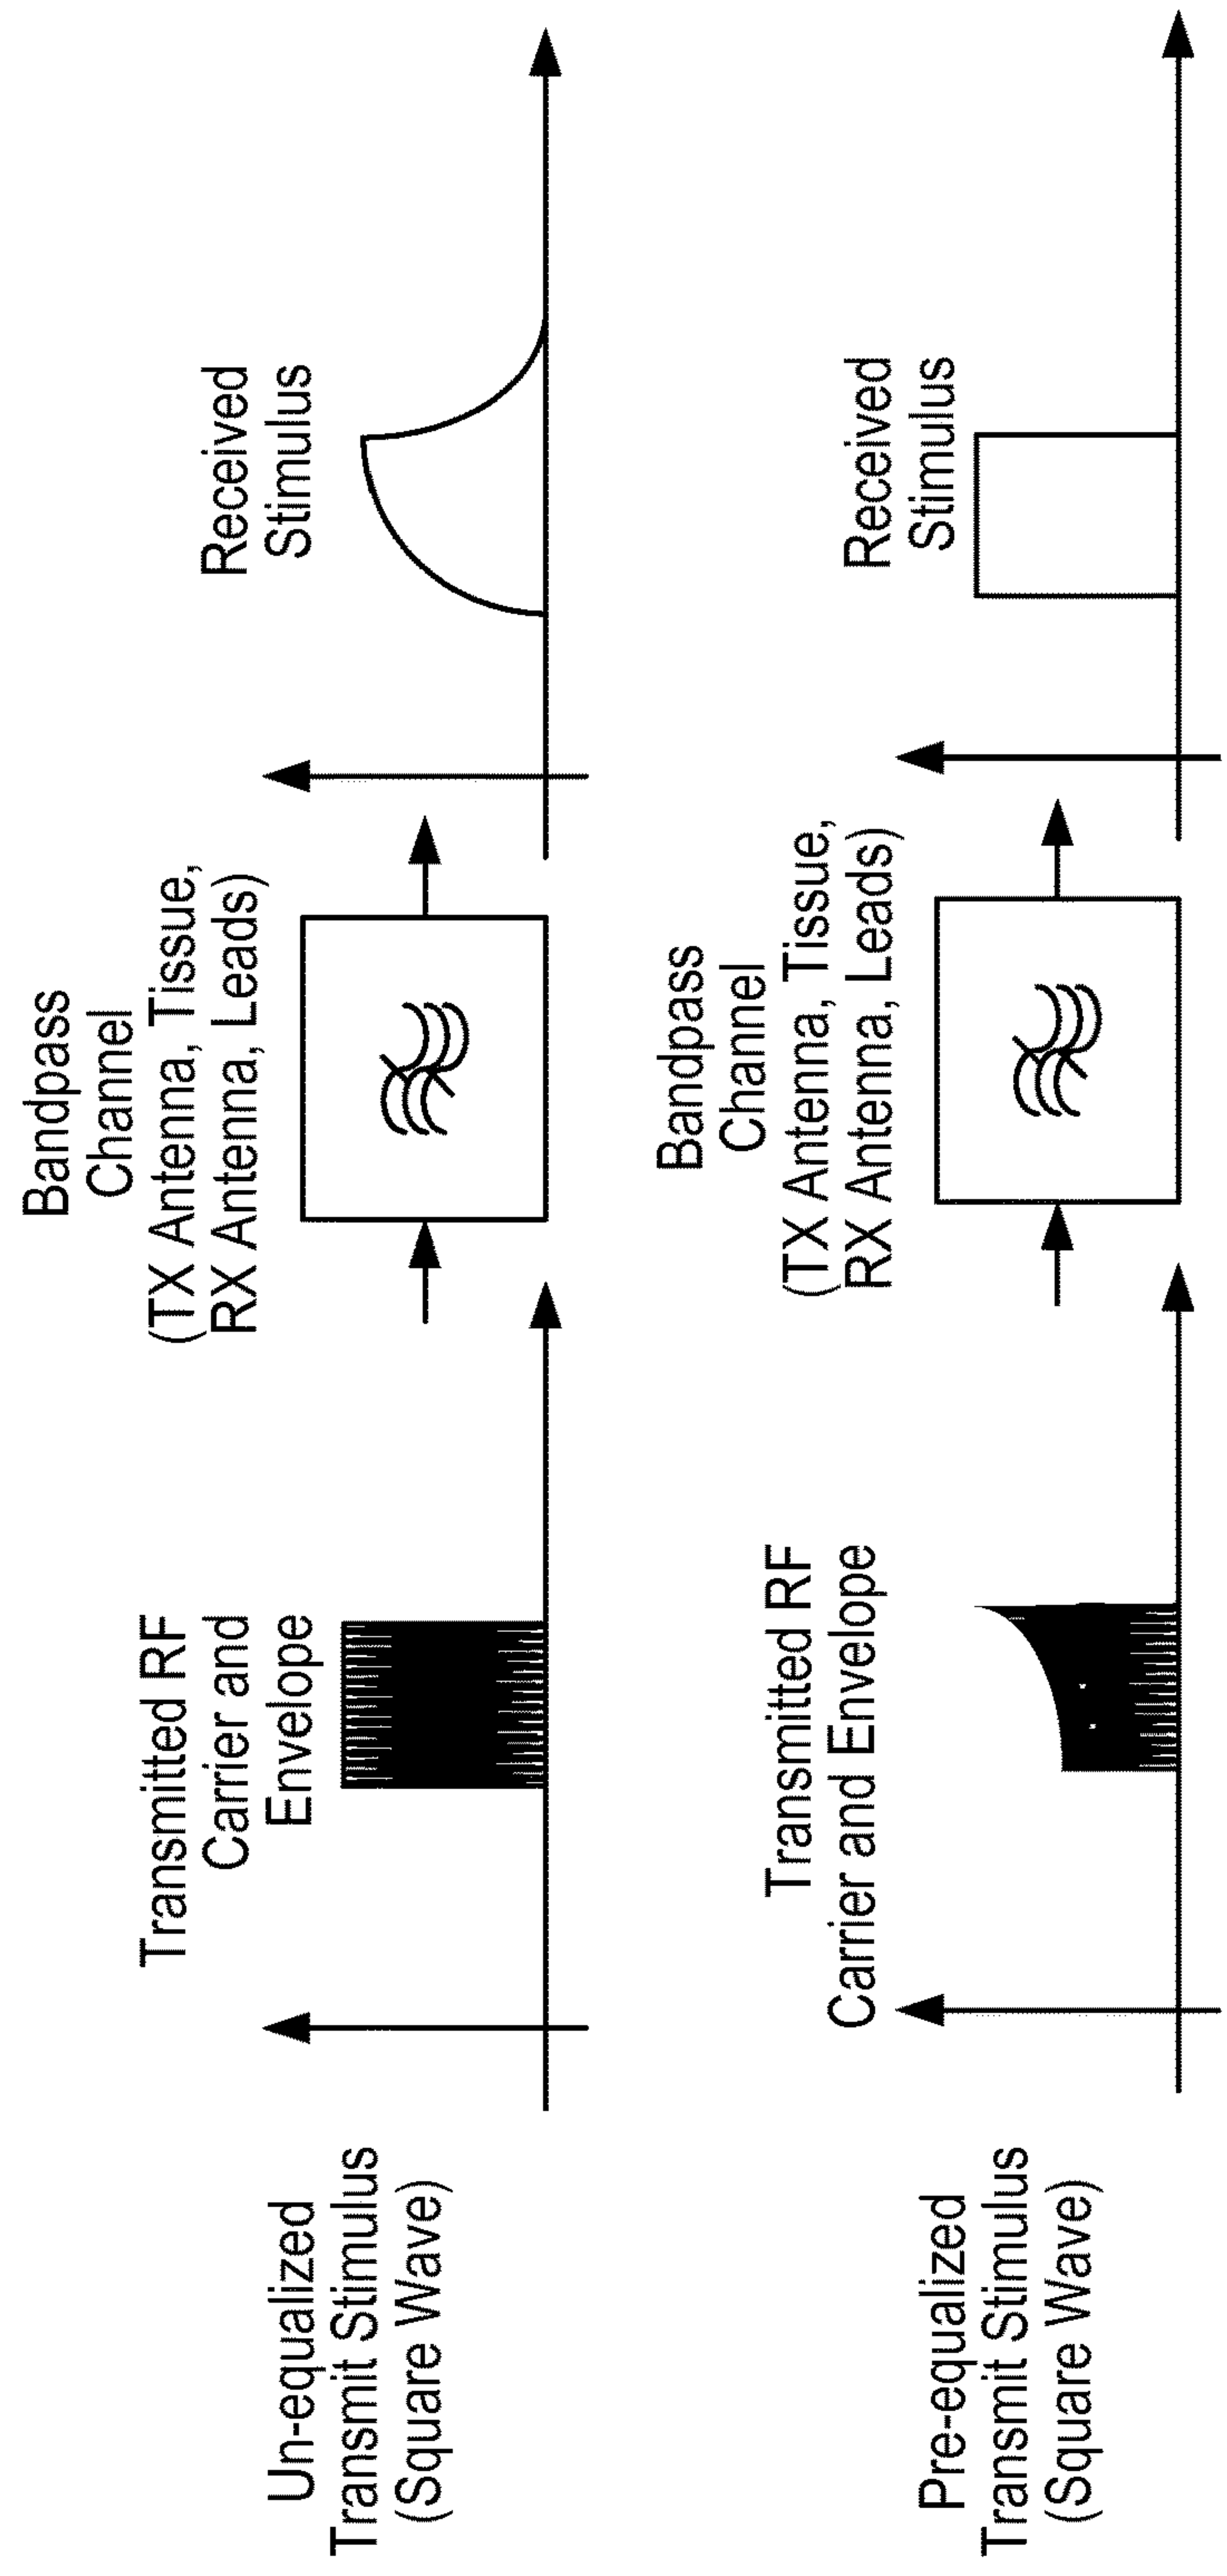 Un-equalized
Transmit Stimulus
(Square Wave)
Transmitted RF
Carrier and
Envelope
Bandpass
Channel
(TX Antenna, Tissue,
RX Antenna, Leads)
Received
Stimulus
Pre-equalized
Transmit Stimulus
(Square Wave)
Transmitted RF
Carrier and Envelope
Bandpass
Channel
(TX Antenna, Tissue,
RX Antenna, Leads)
Received
Stimulus